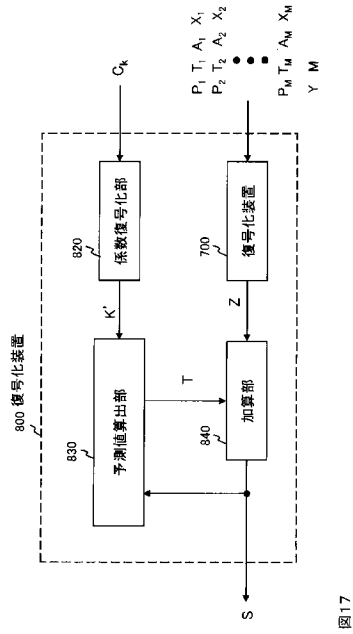 800 復号化装置
820
係数復号化部
C_k
K'
830
予測値算出部
T
700
復号化装置
P_1 T_1 A_1 X_1
P_2 T_2 A_2 X_2
P_M T_M A_M X_M
Y M
Z
840
加算部
S
図17